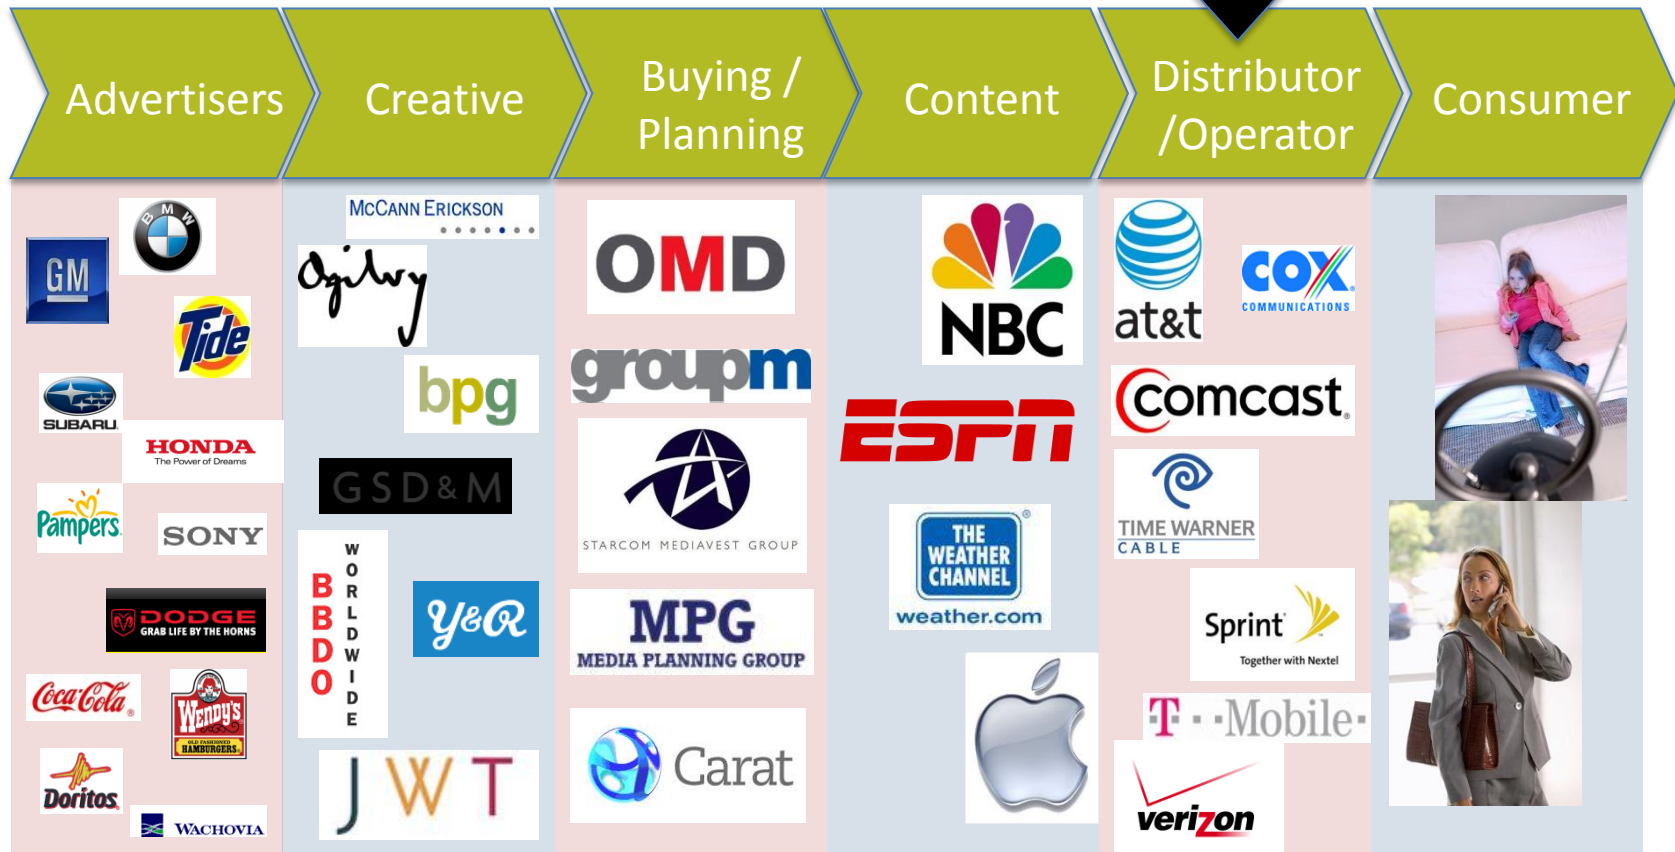 Advertisers
Creative
Buying /
Planning
Content
Distributor
/Operator
Consumer
BMW
GM
Tide
SUBARU
HONDA
The Power of Dreams
Pampers
SONY
DODGE
GRAB LIFE BY THE HORNS
Coca-Cola
WENDY'S
OLD FASHIONED
HAMBURGERS
Doritos
WACHOVIA
McCANN ERICKSON
Ogilvy
bpg
GSD&M
BBDO
WORLDWIDE
Y&R
JWT
OMD
groupm
STARCOM MEDIAVEST GROUP
MPG
MEDIA PLANNING GROUP
Carat
NBC
ESPN
THE
WEATHER
CHANNEL
weather.com
at&t
COX
COMMUNICATIONS
comcast
TIME WARNER
CABLE
Sprint
Together with Nextel
T··Mobile·
verizon